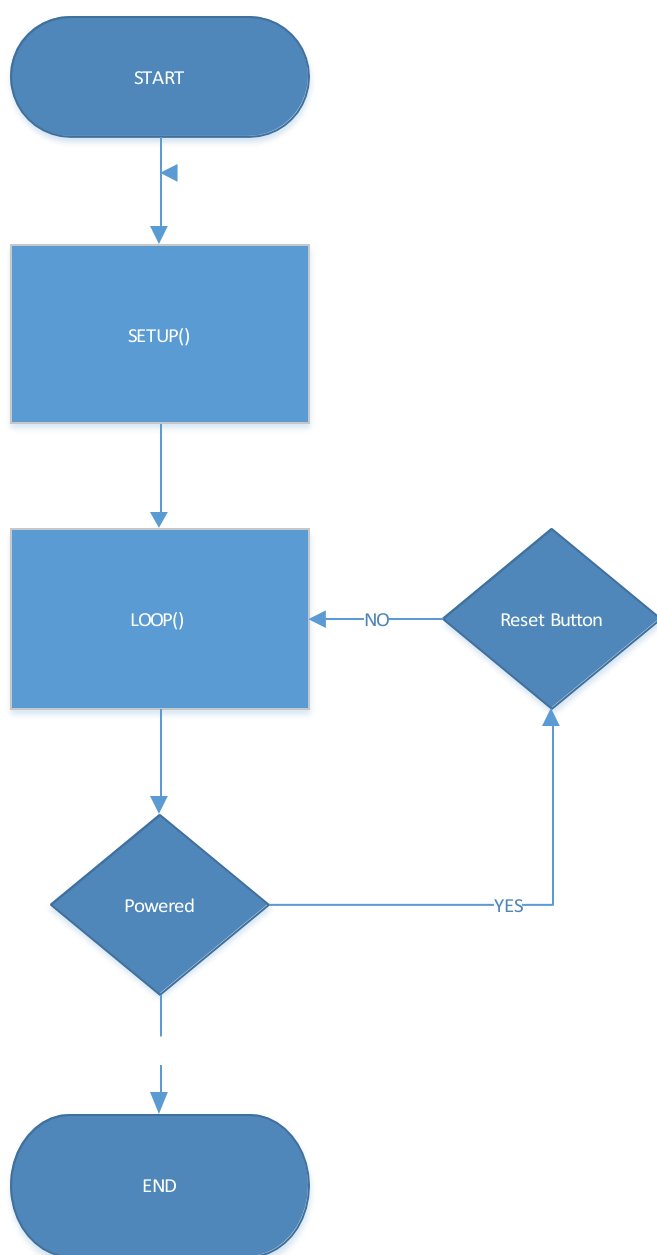 START
SETUP()
LOOP()
NO
Reset Button
Powered
YES
END